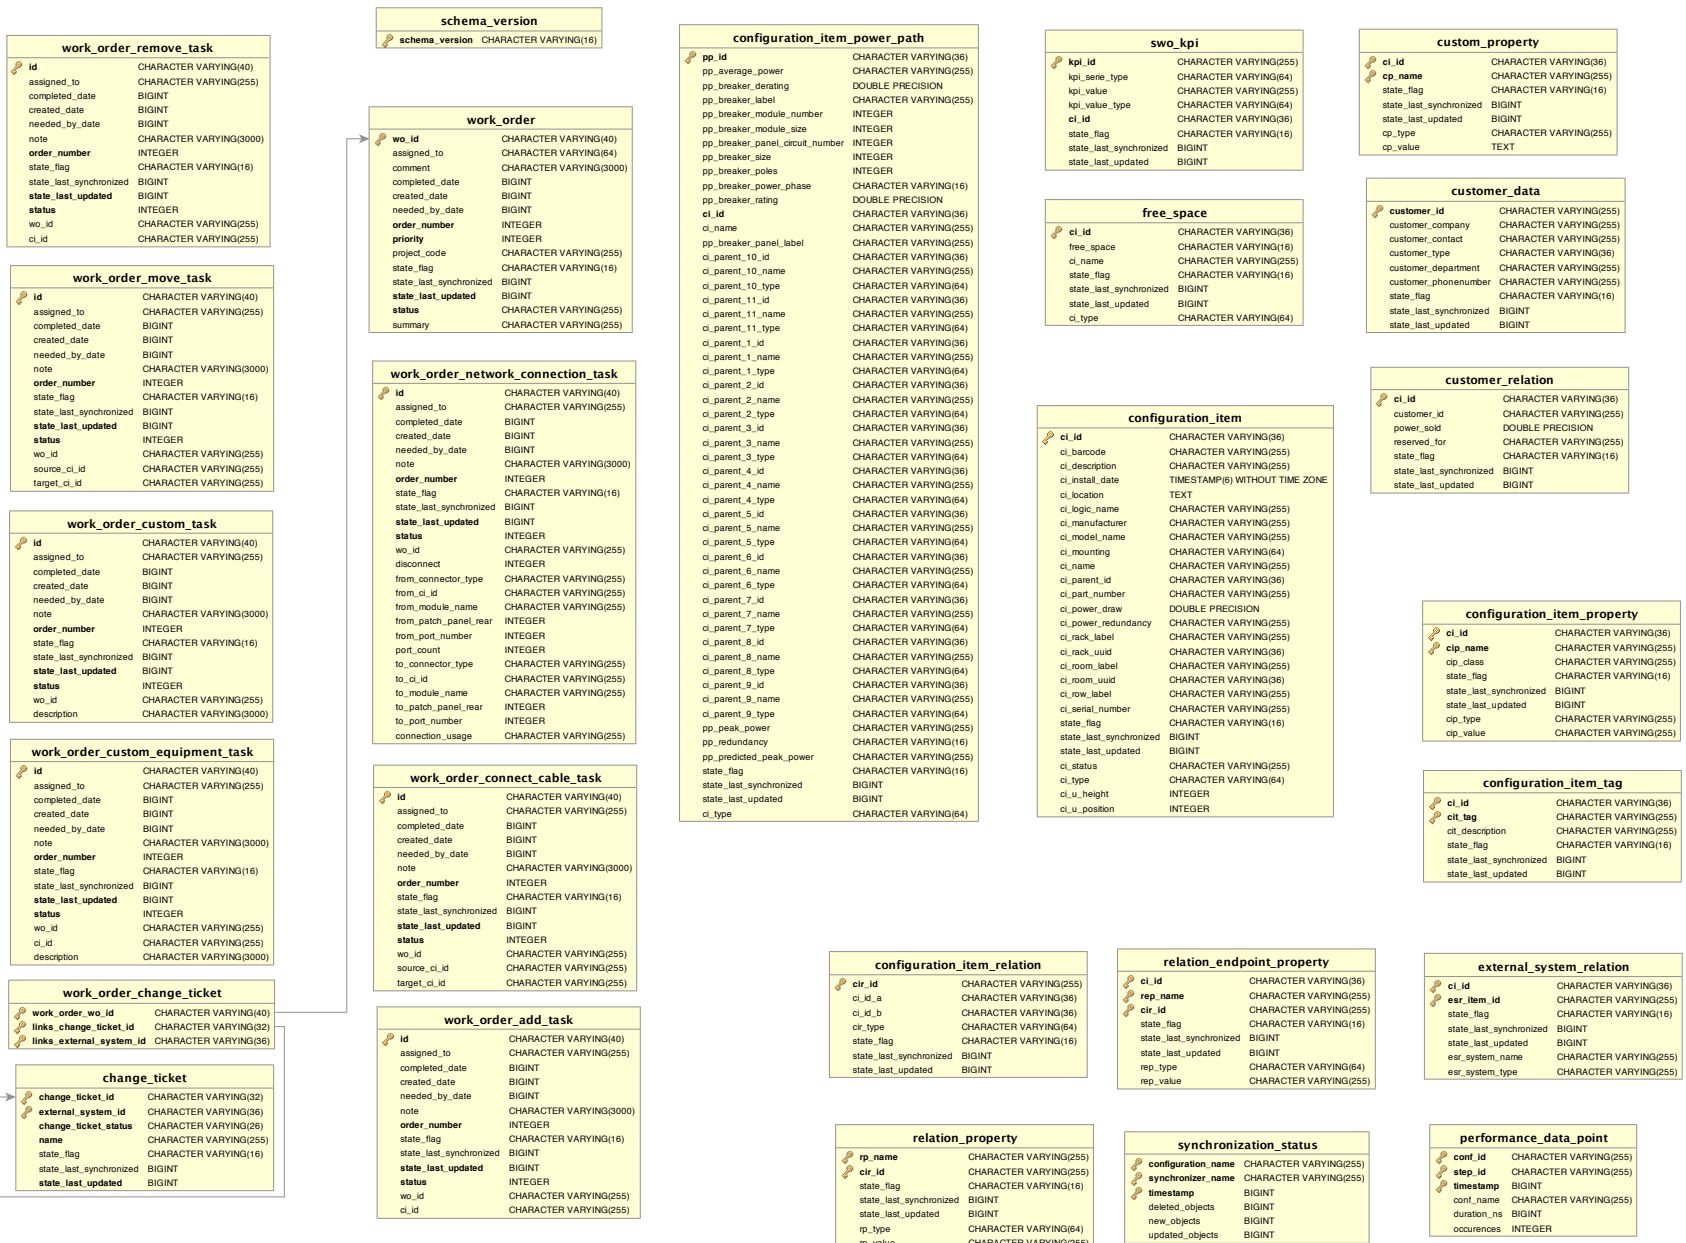 schema_version
schema_version CHARACTER VARYING(16)
work_order_remove_task
id CHARACTER VARYING(40)
assigned_to CHARACTER VARYING(255)
completed_date BIGINT
created_date BIGINT
needed_by_date BIGINT
note CHARACTER VARYING(3000)
order_number INTEGER
state_flag CHARACTER VARYING(16)
state_last_synchronized BIGINT
state_last_updated BIGINT
status INTEGER
wo_id CHARACTER VARYING(255)
ci_id CHARACTER VARYING(255)
work_order_move_task
id CHARACTER VARYING(40)
assigned_to CHARACTER VARYING(255)
completed_date BIGINT
created_date BIGINT
needed_by_date BIGINT
note CHARACTER VARYING(3000)
order_number INTEGER
state_flag CHARACTER VARYING(16)
state_last_synchronized BIGINT
state_last_updated BIGINT
status INTEGER
wo_id CHARACTER VARYING(255)
source_ci_id CHARACTER VARYING(255)
target_ci_id CHARACTER VARYING(255)
work_order_custom_task
id CHARACTER VARYING(40)
assigned_to CHARACTER VARYING(255)
completed_date BIGINT
created_date BIGINT
needed_by_date BIGINT
note CHARACTER VARYING(3000)
order_number INTEGER
state_flag CHARACTER VARYING(16)
state_last_synchronized BIGINT
state_last_updated BIGINT
status INTEGER
wo_id CHARACTER VARYING(255)
description CHARACTER VARYING(3000)
work_order_custom_equipment_task
id CHARACTER VARYING(40)
assigned_to CHARACTER VARYING(255)
completed_date BIGINT
created_date BIGINT
needed_by_date BIGINT
note CHARACTER VARYING(3000)
order_number INTEGER
state_flag CHARACTER VARYING(16)
state_last_synchronized BIGINT
state_last_updated BIGINT
status INTEGER
wo_id CHARACTER VARYING(255)
ci_id CHARACTER VARYING(255)
description CHARACTER VARYING(3000)
work_order_change_ticket
work_order_wo_id CHARACTER VARYING(40)
links_change_ticket_id CHARACTER VARYING(32)
links_external_system_id CHARACTER VARYING(36)
change_ticket
change_ticket_id CHARACTER VARYING(32)
external_system_id CHARACTER VARYING(36)
change_ticket_status CHARACTER VARYING(26)
name CHARACTER VARYING(255)
state_flag CHARACTER VARYING(16)
state_last_synchronized BIGINT
state_last_updated BIGINT
work_order
wo_id CHARACTER VARYING(40)
assigned_to CHARACTER VARYING(64)
comment CHARACTER VARYING(3000)
completed_date BIGINT
created_date BIGINT
needed_by_date BIGINT
order_number INTEGER
priority INTEGER
project_code CHARACTER VARYING(255)
state_flag CHARACTER VARYING(16)
state_last_synchronized BIGINT
state_last_updated BIGINT
status CHARACTER VARYING(255)
summary CHARACTER VARYING(255)
work_order_network_connection_task
id CHARACTER VARYING(40)
assigned_to CHARACTER VARYING(255)
completed_date BIGINT
created_date BIGINT
needed_by_date BIGINT
note CHARACTER VARYING(3000)
order_number INTEGER
state_flag CHARACTER VARYING(16)
state_last_synchronized BIGINT
state_last_updated BIGINT
status INTEGER
wo_id CHARACTER VARYING(255)
disconnect INTEGER
from_connector_type CHARACTER VARYING(255)
from_ci_id CHARACTER VARYING(255)
from_module_name CHARACTER VARYING(255)
from_patch_panel_rear INTEGER
from_port_number INTEGER
port_count INTEGER
to_connector_type CHARACTER VARYING(255)
to_ci_id CHARACTER VARYING(255)
to_module_name CHARACTER VARYING(255)
to_patch_panel_rear INTEGER
to_port_number INTEGER
connection_usage CHARACTER VARYING(255)
work_order_connect_cable_task
id CHARACTER VARYING(40)
assigned_to CHARACTER VARYING(255)
completed_date BIGINT
created_date BIGINT
needed_by_date BIGINT
note CHARACTER VARYING(3000)
order_number INTEGER
state_flag CHARACTER VARYING(16)
state_last_synchronized BIGINT
state_last_updated BIGINT
status INTEGER
wo_id CHARACTER VARYING(255)
source_ci_id CHARACTER VARYING(255)
target_ci_id CHARACTER VARYING(255)
work_order_add_task
id CHARACTER VARYING(40)
assigned_to CHARACTER VARYING(255)
completed_date BIGINT
created_date BIGINT
needed_by_date BIGINT
note CHARACTER VARYING(3000)
order_number INTEGER
state_flag CHARACTER VARYING(16)
state_last_synchronized BIGINT
state_last_updated BIGINT
status INTEGER
wo_id CHARACTER VARYING(255)
ci_id CHARACTER VARYING(255)
configuration_item_power_path
pp_id CHARACTER VARYING(36)
pp_average_power CHARACTER VARYING(255)
pp_breaker_derating DOUBLE PRECISION
pp_breaker_label CHARACTER VARYING(255)
pp_breaker_module_number INTEGER
pp_breaker_module_size INTEGER
pp_breaker_panel_circuit_number INTEGER
pp_breaker_size INTEGER
pp_breaker_poles INTEGER
pp_breaker_power_phase CHARACTER VARYING(16)
pp_breaker_rating DOUBLE PRECISION
ci_id CHARACTER VARYING(36)
ci_name CHARACTER VARYING(255)
pp_breaker_panel_label CHARACTER VARYING(255)
ci_parent_10_id CHARACTER VARYING(36)
ci_parent_10_name CHARACTER VARYING(255)
ci_parent_10_type CHARACTER VARYING(64)
ci_parent_11_id CHARACTER VARYING(36)
ci_parent_11_name CHARACTER VARYING(255)
ci_parent_11_type CHARACTER VARYING(64)
ci_parent_1_id CHARACTER VARYING(36)
ci_parent_1_name CHARACTER VARYING(255)
ci_parent_1_type CHARACTER VARYING(64)
ci_parent_2_id CHARACTER VARYING(36)
ci_parent_2_name CHARACTER VARYING(255)
ci_parent_2_type CHARACTER VARYING(64)
ci_parent_3_id CHARACTER VARYING(36)
ci_parent_3_name CHARACTER VARYING(255)
ci_parent_3_type CHARACTER VARYING(64)
ci_parent_4_id CHARACTER VARYING(36)
ci_parent_4_name CHARACTER VARYING(255)
ci_parent_4_type CHARACTER VARYING(64)
ci_parent_5_id CHARACTER VARYING(36)
ci_parent_5_name CHARACTER VARYING(255)
ci_parent_5_type CHARACTER VARYING(64)
ci_parent_6_id CHARACTER VARYING(36)
ci_parent_6_name CHARACTER VARYING(255)
ci_parent_6_type CHARACTER VARYING(64)
ci_parent_7_id CHARACTER VARYING(36)
ci_parent_7_name CHARACTER VARYING(255)
ci_parent_7_type CHARACTER VARYING(64)
ci_parent_8_id CHARACTER VARYING(36)
ci_parent_8_name CHARACTER VARYING(255)
ci_parent_8_type CHARACTER VARYING(64)
ci_parent_9_id CHARACTER VARYING(36)
ci_parent_9_name CHARACTER VARYING(255)
ci_parent_9_type CHARACTER VARYING(64)
pp_peak_power CHARACTER VARYING(255)
pp_redundancy CHARACTER VARYING(16)
pp_predicted_peak_power CHARACTER VARYING(255)
state_flag CHARACTER VARYING(16)
state_last_synchronized BIGINT
state_last_updated BIGINT
ci_type CHARACTER VARYING(64)
swo_kpi
kpi_id CHARACTER VARYING(255)
kpi_serie_type CHARACTER VARYING(64)
kpi_value CHARACTER VARYING(255)
kpi_value_type CHARACTER VARYING(64)
ci_id CHARACTER VARYING(36)
state_flag CHARACTER VARYING(16)
state_last_synchronized BIGINT
state_last_updated BIGINT
free_space
ci_id CHARACTER VARYING(36)
free_space CHARACTER VARYING(16)
ci_name CHARACTER VARYING(255)
state_flag CHARACTER VARYING(16)
state_last_synchronized BIGINT
state_last_updated BIGINT
ci_type CHARACTER VARYING(64)
configuration_item
ci_id CHARACTER VARYING(36)
ci_barcode CHARACTER VARYING(255)
ci_description CHARACTER VARYING(255)
ci_install_date TIMESTAMP(6) WITHOUT TIME ZONE
ci_location TEXT
ci_logic_name CHARACTER VARYING(255)
ci_manufacturer CHARACTER VARYING(255)
ci_model_name CHARACTER VARYING(255)
ci_mounting CHARACTER VARYING(64)
ci_name CHARACTER VARYING(255)
ci_parent_id CHARACTER VARYING(36)
ci_part_number CHARACTER VARYING(255)
ci_power_draw DOUBLE PRECISION
ci_power_redundancy CHARACTER VARYING(255)
ci_rack_label CHARACTER VARYING(255)
ci_rack_uuid CHARACTER VARYING(36)
ci_room_label CHARACTER VARYING(255)
ci_room_uuid CHARACTER VARYING(36)
ci_row_label CHARACTER VARYING(255)
ci_serial_number CHARACTER VARYING(255)
state_flag CHARACTER VARYING(16)
state_last_synchronized BIGINT
state_last_updated BIGINT
ci_status CHARACTER VARYING(255)
ci_type CHARACTER VARYING(64)
ci_u_height INTEGER
ci_u_position INTEGER
custom_property
ci_id CHARACTER VARYING(36)
cp_name CHARACTER VARYING(255)
state_flag CHARACTER VARYING(16)
state_last_synchronized BIGINT
state_last_updated BIGINT
cp_type CHARACTER VARYING(255)
cp_value TEXT
customer_data
customer_id CHARACTER VARYING(255)
customer_company CHARACTER VARYING(255)
customer_contact CHARACTER VARYING(255)
customer_type CHARACTER VARYING(36)
customer_department CHARACTER VARYING(255)
customer_phonenumber CHARACTER VARYING(255)
state_flag CHARACTER VARYING(16)
state_last_synchronized BIGINT
state_last_updated BIGINT
customer_relation
ci_id CHARACTER VARYING(36)
customer_id CHARACTER VARYING(255)
power_sold DOUBLE PRECISION
reserved_for CHARACTER VARYING(255)
state_flag CHARACTER VARYING(16)
state_last_synchronized BIGINT
state_last_updated BIGINT
configuration_item_property
ci_id CHARACTER VARYING(36)
cip_name CHARACTER VARYING(255)
cip_class CHARACTER VARYING(255)
state_flag CHARACTER VARYING(16)
state_last_synchronized BIGINT
state_last_updated BIGINT
cip_type CHARACTER VARYING(255)
cip_value CHARACTER VARYING(255)
configuration_item_tag
ci_id CHARACTER VARYING(36)
cit_tag CHARACTER VARYING(255)
cit_description CHARACTER VARYING(255)
state_flag CHARACTER VARYING(16)
state_last_synchronized BIGINT
state_last_updated BIGINT
configuration_item_relation
cir_id CHARACTER VARYING(255)
ci_id_a CHARACTER VARYING(36)
ci_id_b CHARACTER VARYING(36)
cir_type CHARACTER VARYING(64)
state_flag CHARACTER VARYING(16)
state_last_synchronized BIGINT
state_last_updated BIGINT
relation_endpoint_property
ci_id CHARACTER VARYING(36)
rep_name CHARACTER VARYING(255)
cir_id CHARACTER VARYING(255)
state_flag CHARACTER VARYING(16)
state_last_synchronized BIGINT
state_last_updated BIGINT
rep_type CHARACTER VARYING(64)
rep_value CHARACTER VARYING(255)
external_system_relation
ci_id CHARACTER VARYING(36)
esr_item_id CHARACTER VARYING(255)
state_flag CHARACTER VARYING(16)
state_last_synchronized BIGINT
state_last_updated BIGINT
esr_system_name CHARACTER VARYING(255)
esr_system_type CHARACTER VARYING(255)
relation_property
rp_name CHARACTER VARYING(255)
cir_id CHARACTER VARYING(255)
state_flag CHARACTER VARYING(16)
state_last_synchronized BIGINT
state_last_updated BIGINT
rp_type CHARACTER VARYING(64)
synchronization_status
configuration_name CHARACTER VARYING(255)
synchronizer_name CHARACTER VARYING(255)
timestamp BIGINT
deleted_objects BIGINT
new_objects BIGINT
updated_objects BIGINT
performance_data_point
conf_id CHARACTER VARYING(255)
step_id CHARACTER VARYING(255)
timestamp BIGINT
conf_name CHARACTER VARYING(255)
duration_ns BIGINT
occurences INTEGER